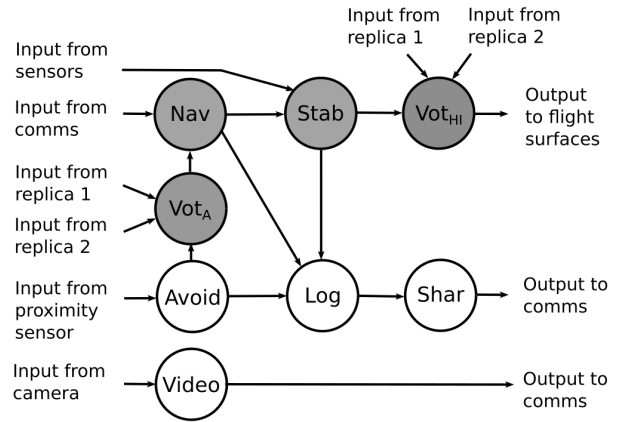 Input from
replica 1
Input from
replica 2
Input from
sensors
Input from
comms
Nav
Stab
VotHI
Output
to flight
surfaces
Input from
replica 1
Input from
replica 2
VotA
Input from
proximity
sensor
Avoid
Log
Shar
Output to
comms
Input from
camera
Video
Output to
comms